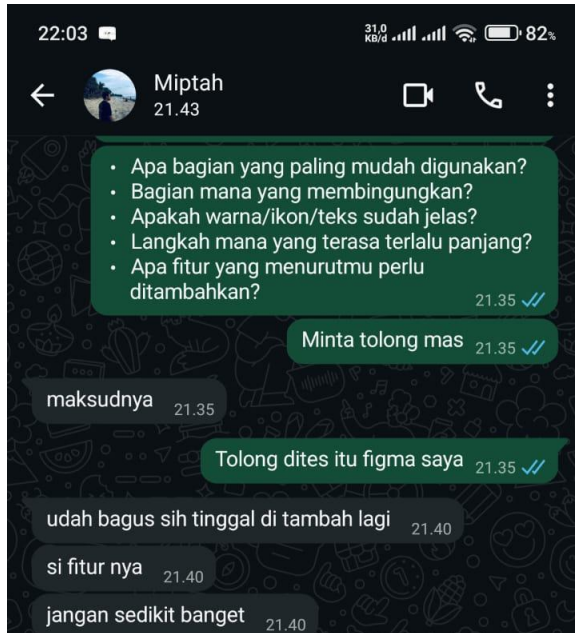 22:03
31,0 KB/d 82%
Miptah
21.43
• Apa bagian yang paling mudah digunakan?
• Bagian mana yang membingungkan?
• Apakah warna/ikon/teks sudah jelas?
• Langkah mana yang terasa terlalu panjang?
• Apa fitur yang menurutmu perlu
ditambahkan?
21.35
Minta tolong mas 21.35
maksudnya 21.35
Tolong dites itu figma saya 21.35
udah bagus sih tinggal di tambah lagi 21.40
si fitur nya 21.40
jangan sedikit banget 21.40